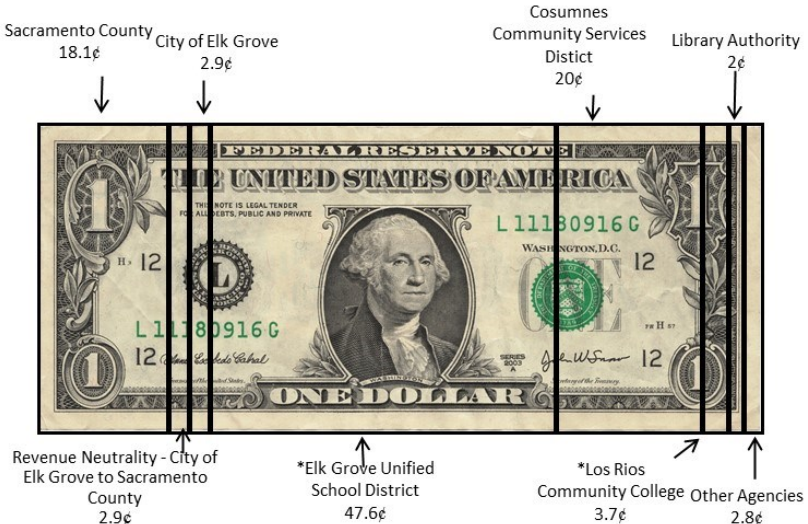 Sacramento County
18.1¢
City of Elk Grove
2.9¢
Cosumnes
Community Services
Distict
20¢
Library Authority
2¢
FEDERAL RESERVE NOTE
THE UNITED STATES OF AMERICA
THIS NOTE IS LEGAL TENDER
FOR ALL DEBTS, PUBLIC AND PRIVATE
L 11180916 G
WASHINGTON, D.C.
1
1
H 3
12
L
12
ONE
L 11180916 G
12
SERIES
2003
A
FW H 87
12
1
1
WASHINGTON
ONE DOLLAR
Revenue Neutrality - City of
Elk Grove to Sacramento
County
2.9¢
*Elk Grove Unified
School District
47.6¢
*Los Rios
Community College
3.7¢
Other Agencies
2.8¢